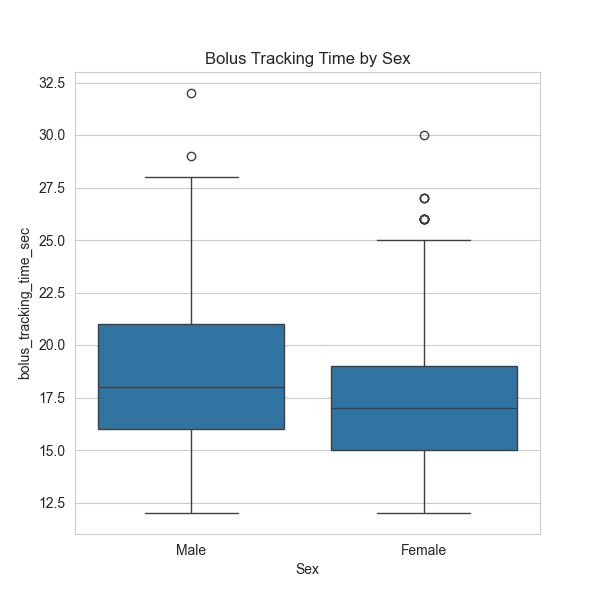 Bolus Tracking Time by Sex
32.5
30.0
27.5
25.0
22.5
20.0
17.5
15.0
12.5
bolus_tracking_time_sec
Male
Female
Sex